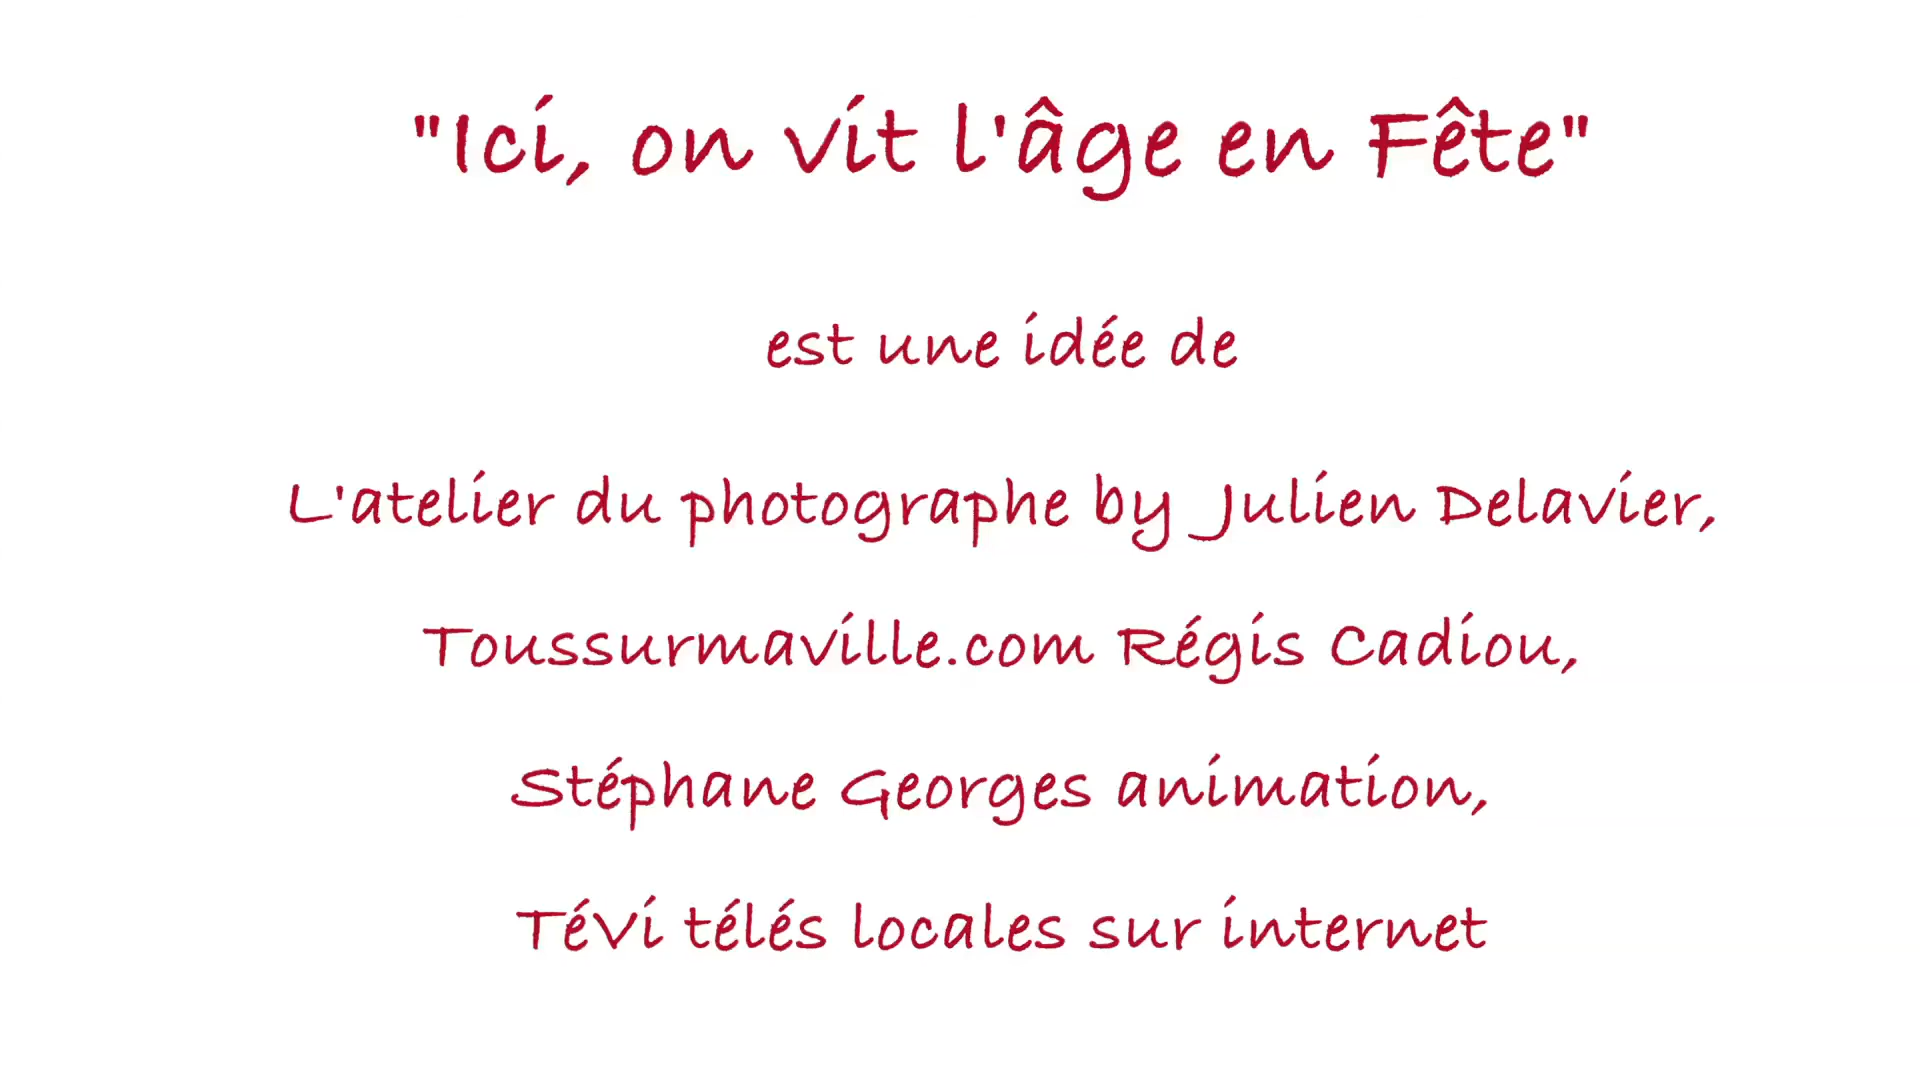 "Ici, on vit l'âge en Fête"
est une idée de
L'atelier du photographe by Julien Delavier,
Toussurmaville.com Régis Cadiou,
Stéphane Georges animation,
TéVi télés locales sur internet